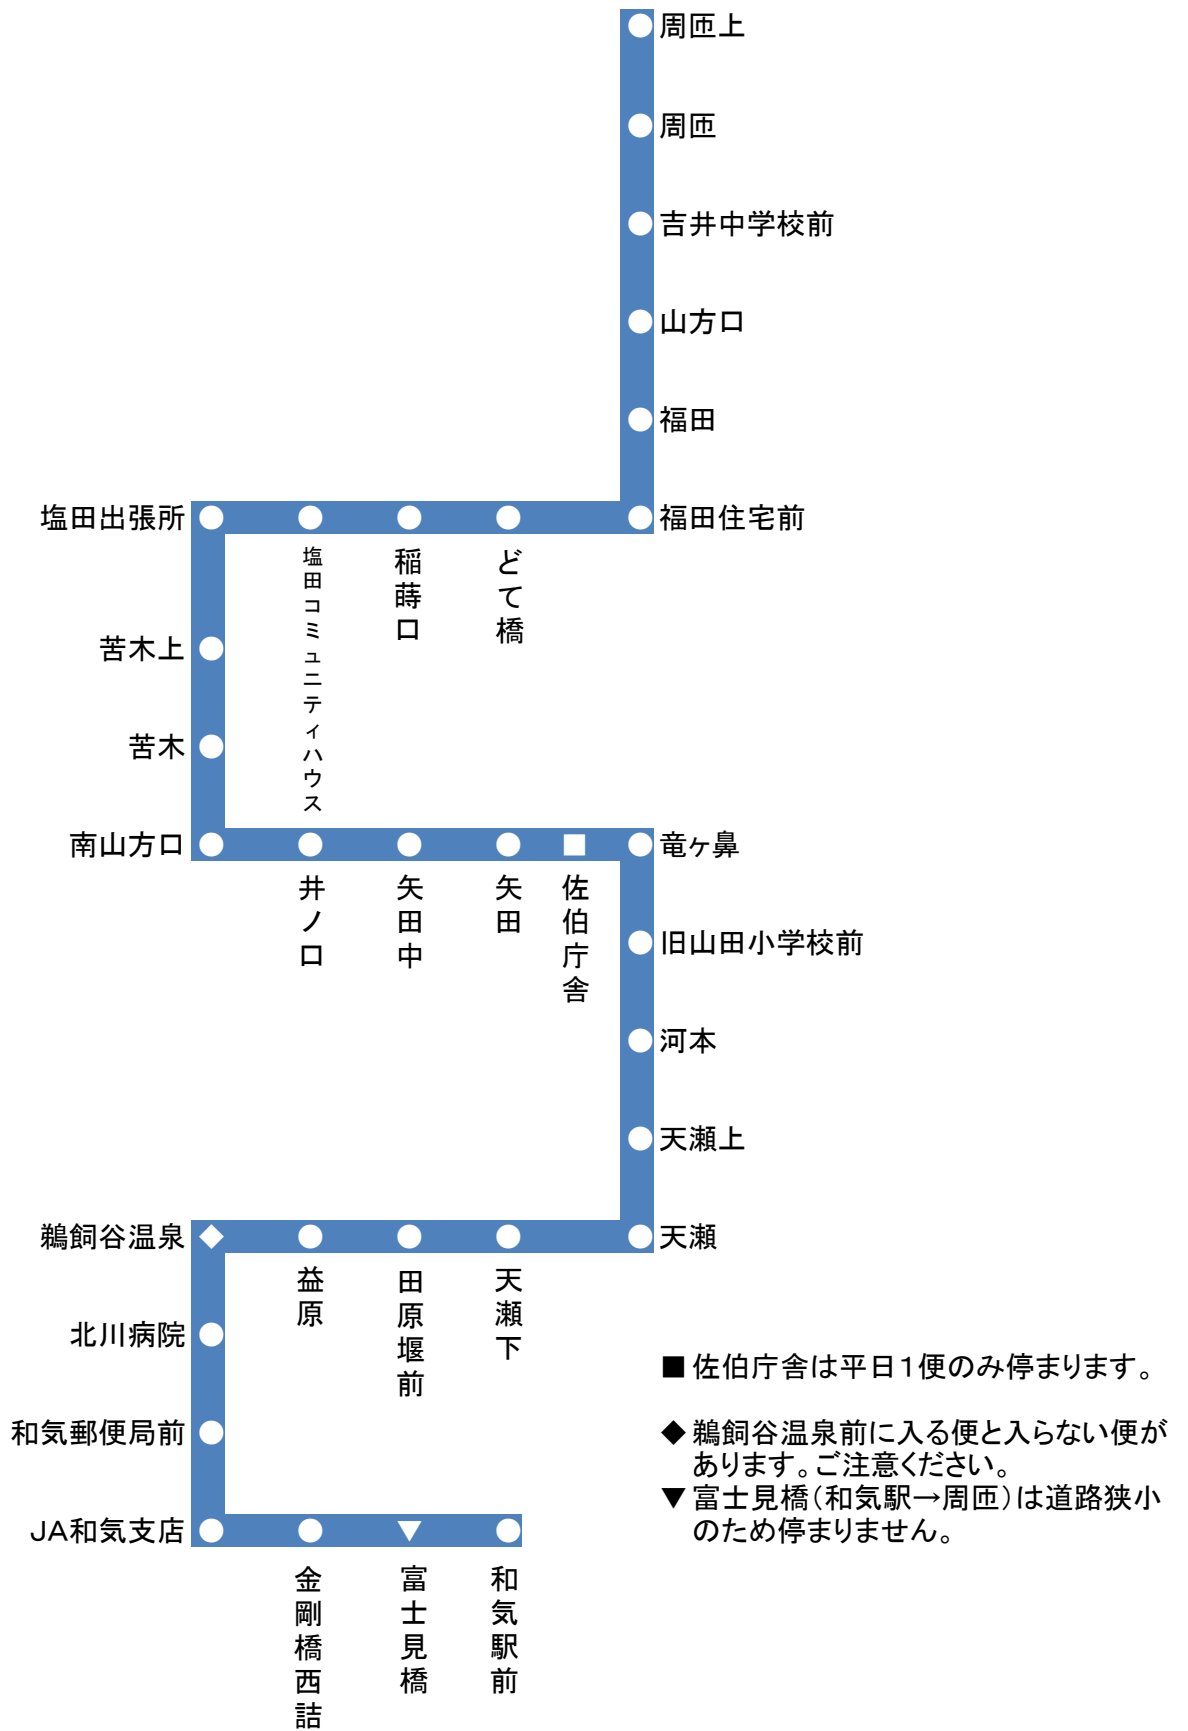 周匝上
周匝
吉井中学校前
山方口
福田
福田住宅前
どて橋
稲蒔口
塩田コミュニティハウス
塩田出張所
苦木上
苦木
南山方口
井ノ口
矢田中
矢田
佐伯庁舎
竜ヶ鼻
旧山田小学校前
河本
天瀬上
天瀬
天瀬下
田原堰前
益原
鵜飼谷温泉
北川病院
和気郵便局前
JA和気支店
金剛橋西詰
富士見橋
和気駅前
■佐伯庁舎は平日1便のみ停まります。
◆鵜飼谷温泉前に入る便と入らない便が
あります。ご注意ください。
▼富士見橋(和気駅→周匝)は道路狭小
のため停まりません。